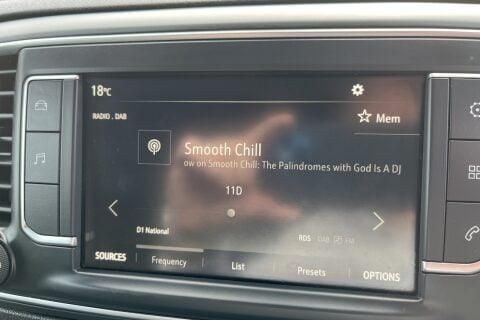 18°C
RADIO . DAB
Mem
Smooth Chill
ow on Smooth Chill: The Palindromes with God Is A DJ
11D
D1 National
RDS DAB FM
SOURCES Frequency List Presets OPTIONS